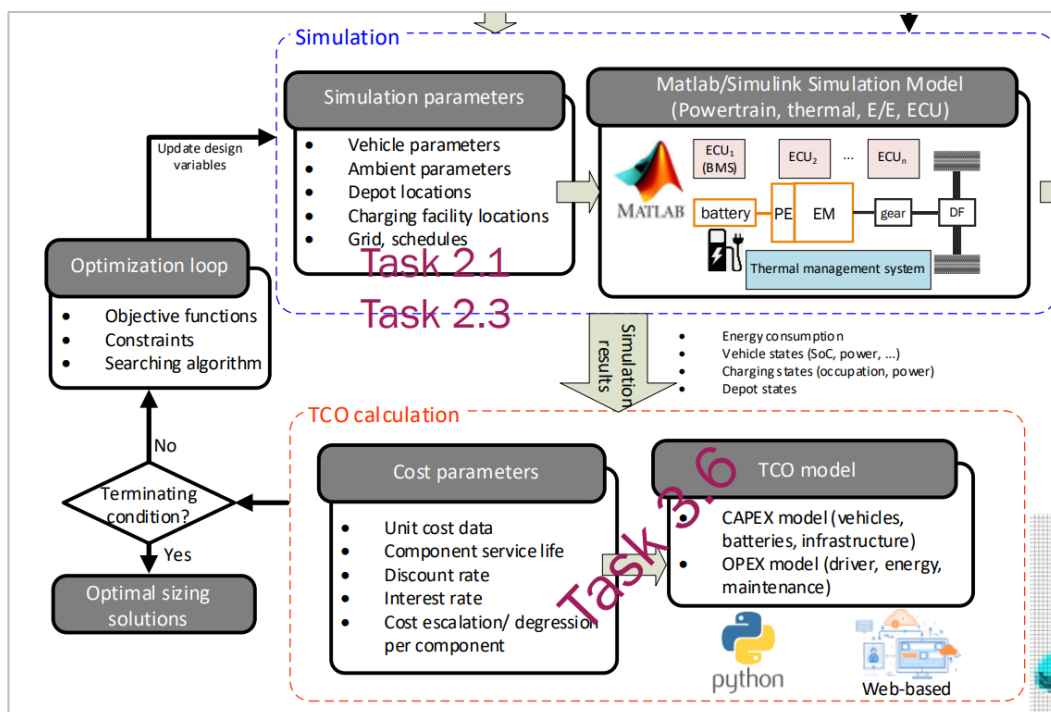 Simulation
Simulation parameters
Vehicle parameters
Ambient parameters
Depot locations
Charging facility locations
Grid, schedules
Task 2.1
Task 2.3
Matlab/Simulink Simulation Model
(Powertrain, thermal, E/E, ECU)
MATLAB
ECU1
(BMS)
ECU2
...
ECUn
battery
PE
EM
gear
DF
Thermal management system
Update design
variables
Optimization loop
Objective functions
Constraints
Searching algorithm
Simulation
results
Energy consumption
Vehicle states (SoC, power, ...)
Charging states (occupation, power)
Depot states
TCO calculation
Cost parameters
Unit cost data
Component service life
Discount rate
Interest rate
Cost escalation/ degression
per component
Task 3.6
TCO model
CAPEX model (vehicles,
batteries, infrastructure)
OPEX model (driver, energy,
maintenance)
python
Web-based
No
Terminating
condition?
Yes
Optimal sizing
solutions